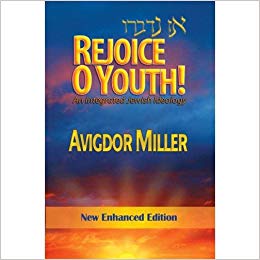 אז נדברו
REJOICE
O YOUTH!
An Integrated Jewish Ideology
AVIGDOR MILLER
New Enhanced Edition